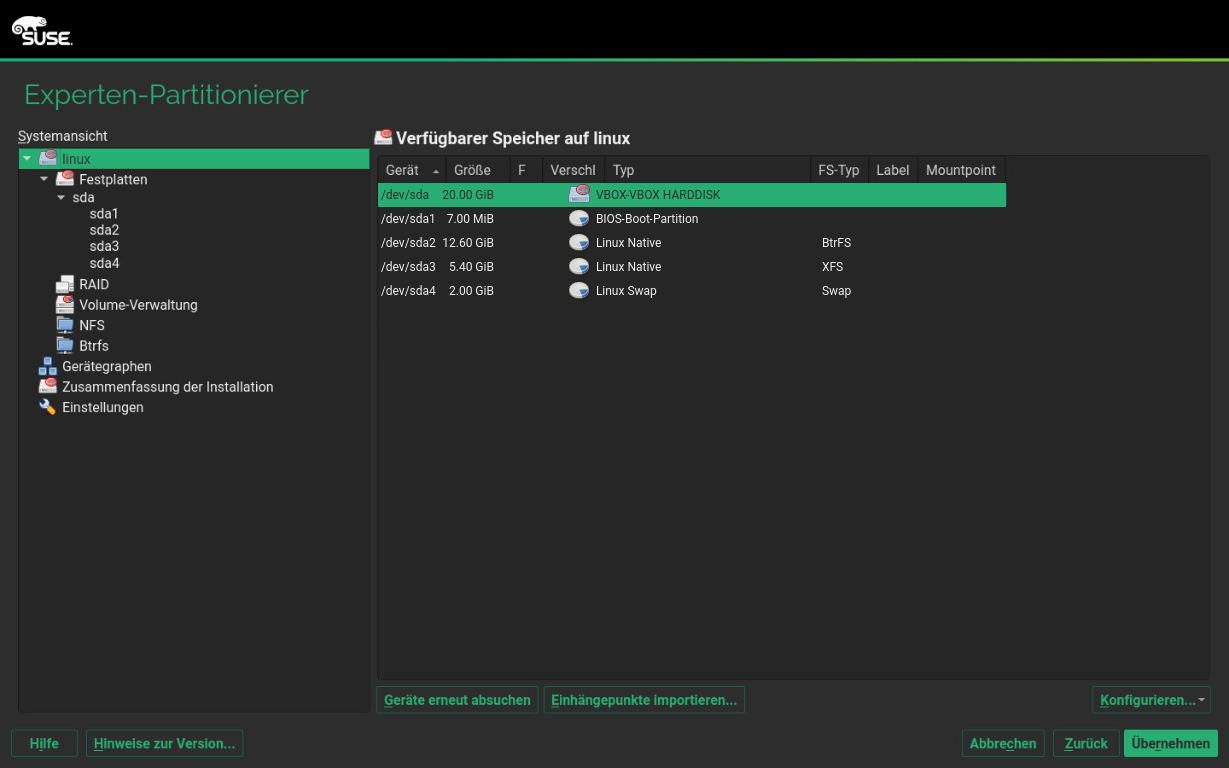 SUSE
Experten-Partitionierer
Systemansicht
linux
Festplatten
sda
sda1
sda2
sda3
sda4
RAID
Volume-Verwaltung
NFS
Btrfs
Gerätegraphen
Zusammenfassung der Installation
Einstellungen
Verfügbarer Speicher auf linux
Gerät Größe F Verschl Typ FS-Typ Label Mountpoint
/dev/sda 20.00 GiB VBOX-VBOX HARDDISK
/dev/sda1 7.00 MiB BIOS-Boot-Partition
/dev/sda2 12.60 GiB Linux Native BtrFS
/dev/sda3 5.40 GiB Linux Native XFS
/dev/sda4 2.00 GiB Linux Swap Swap
Geräte erneut absuchen Einhängepunkte importieren... Konfigurieren...
Hilfe Hinweise zur Version... Abbrechen Zurück Übernehmen